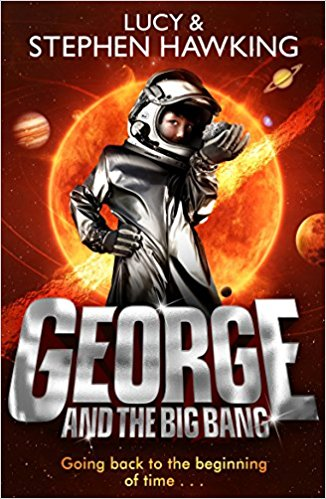 LUCY &
STEPHEN HAWKING
GEORGE
AND THE BIG BANG
Going back to the beginning
of time . . .